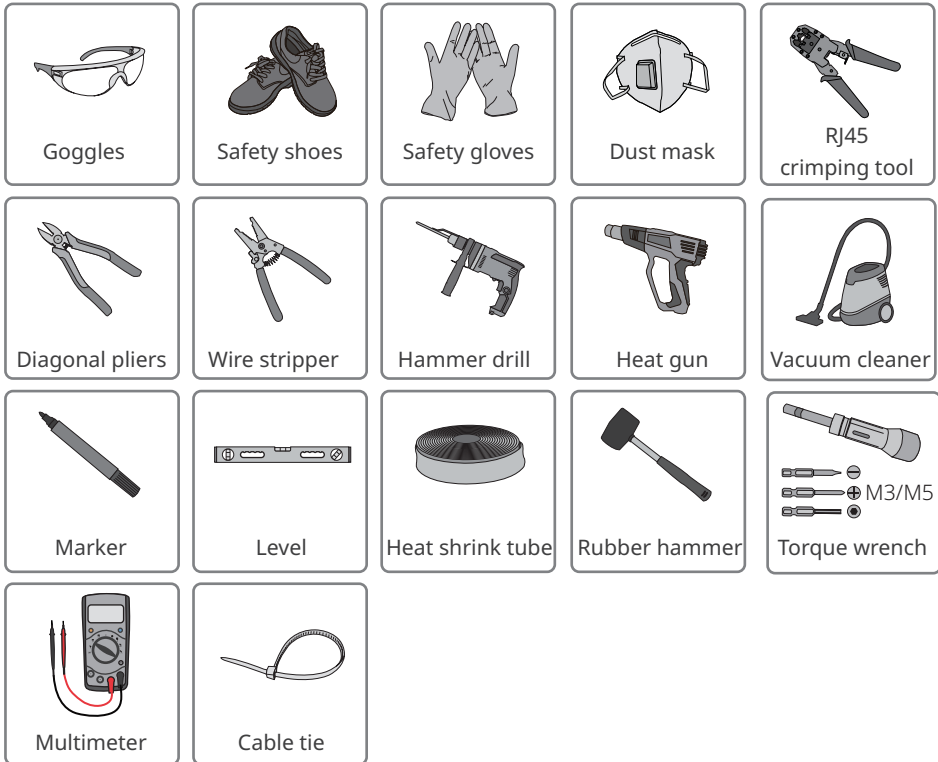 Goggles
Safety shoes
Safety gloves
Dust mask
RJ45
crimping tool
Diagonal pliers
Wire stripper
Hammer drill
Heat gun
Vacuum cleaner
Marker
Level
Heat shrink tube
Rubber hammer
M3/M5
Torque wrench
Multimeter
Cable tie